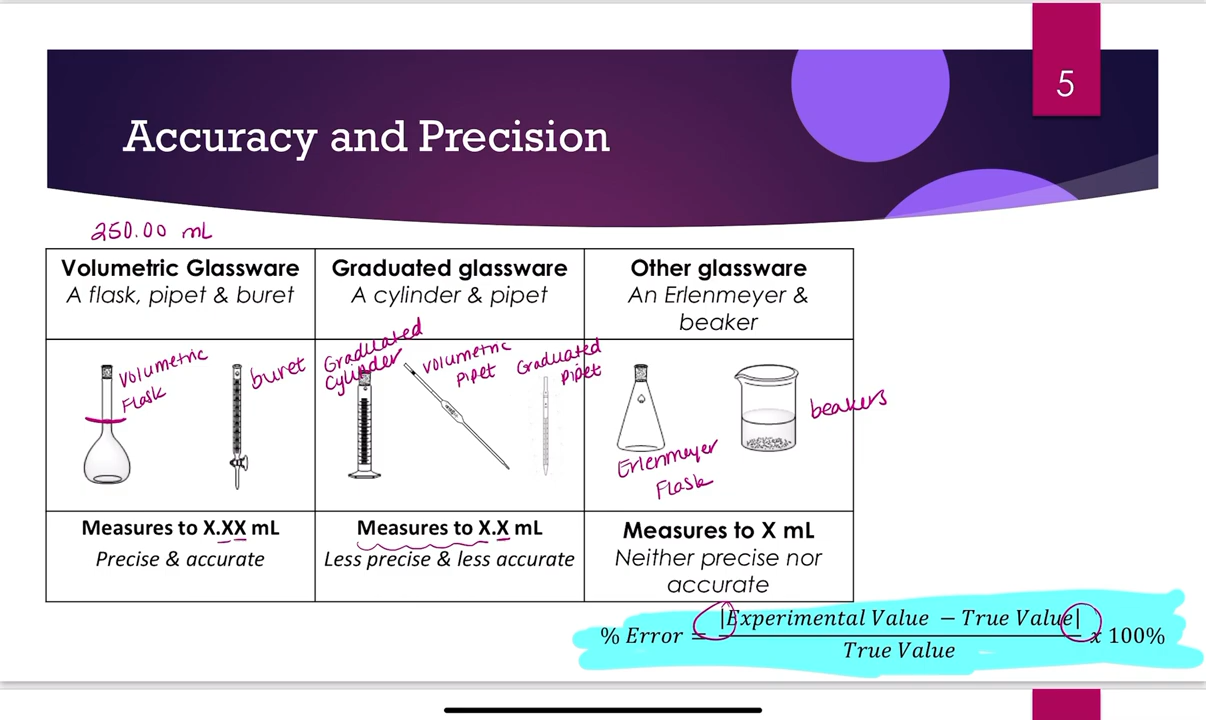 5
Accuracy and Precision
250.00 mL
Volumetric Glassware
A flask, pipet & buret
Graduated glassware
A cylinder & pipet
Other glassware
An Erlenmeyer &
beaker
Volumetric
Flask
buret
Graduated
Cylinder
Volumetric
Pipet
Graduated
Pipet
Erlenmeyer
Flask
beakers
Measures to X.XX mL
Precise & accurate
Measures to X.X mL
Less precise & less accurate
Measures to X mL
Neither precise nor
accurate
% Error = |Experimental Value − True Value| x 100%
True Value